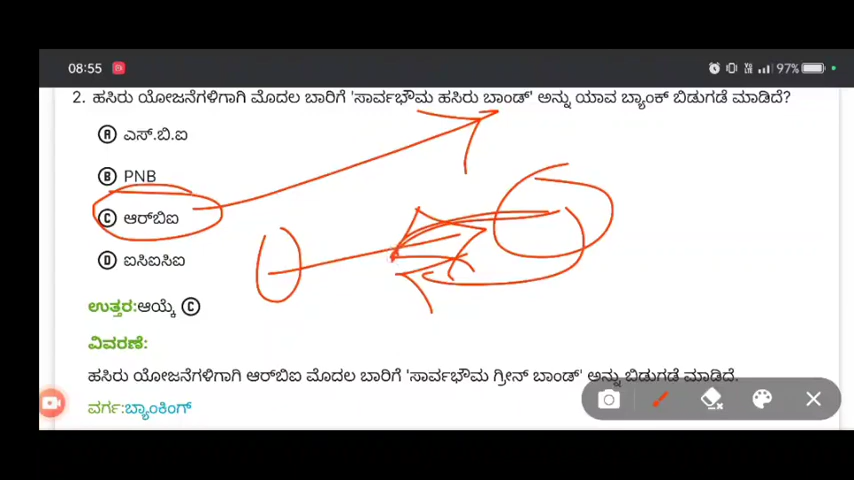 08:55
97%
2. ಹಸಿರು ಯೋಜನೆಗಳಿಗಾಗಿ ಮೊದಲ ಬಾರಿಗೆ 'ಸಾರ್ವಭೌಮ ಹಸಿರು ಬಾಂಡ್' ಅನ್ನು ಯಾವ ಬ್ಯಾಂಕ್ ಬಿಡುಗಡೆ ಮಾಡಿದೆ?
A ಎಸ್.ಬಿ.ಐ
B PNB
C ಆರ್‌ಬಿಐ
D ಐಸಿಐಸಿಐ
ಉತ್ತರ:ಆಯ್ಕೆ C
ವಿವರಣೆ:
ಹಸಿರು ಯೋಜನೆಗಳಿಗಾಗಿ ಆರ್‌ಬಿಐ ಮೊದಲ ಬಾರಿಗೆ 'ಸಾರ್ವಭೌಮ ಗ್ರೀನ್ ಬಾಂಡ್' ಅನ್ನು ಬಿಡುಗಡೆ ಮಾಡಿದೆ.
ವರ್ಗ:ಬ್ಯಾಂಕಿಂಗ್